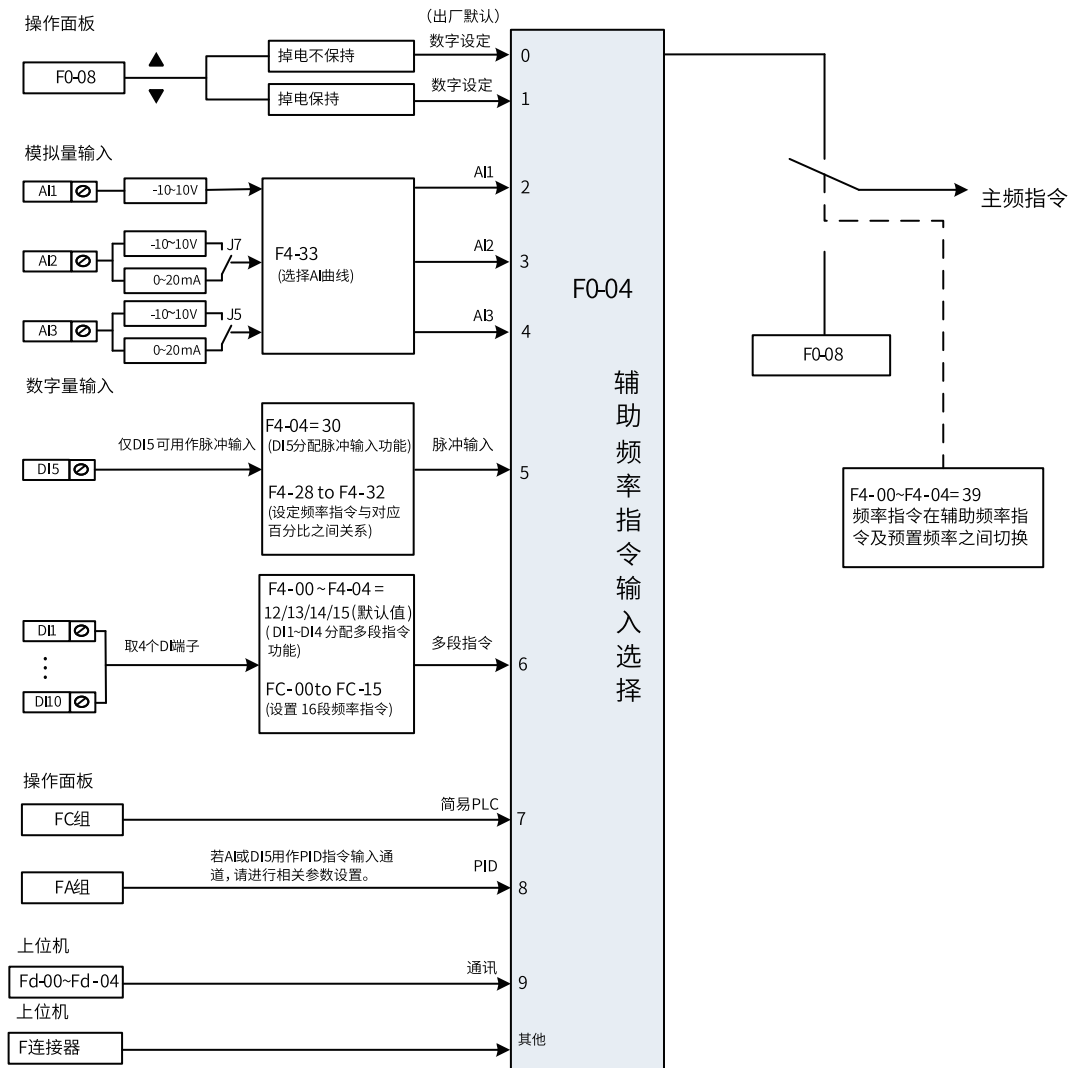 操作面板
(出厂默认)
数字设定
掉电不保持
0
F0-08
▲
▼
数字设定
掉电保持
1
模拟量输入
AI1
-10~10V
AI1
2
F4-33
(选择AI曲线)
AI2
-10~10V
J7
0~20mA
AI2
3
AI3
-10~10V
J5
0~20mA
AI3
4
F0-04
辅助频率指令输入选择
主频指令
F0-08
F4-00~F4-04=39
频率指令在辅助频率指
令及预置频率之间切换
数字量输入
DI5
仅DI5可用作脉冲输入
F4-04=30
(DI5分配脉冲输入功能)
F4-28 to F4-32
(设定频率指令与对应
百分比之间关系)
脉冲输入
5
DI1
⋮
DI10
取4个DI端子
F4-00~F4-04=
12/13/14/15(默认值)
(DI1~DI4分配多段指令
功能)
FC-00to FC-15
(设置 16段频率指令)
多段指令
6
操作面板
FC组
简易PLC
7
FA组
若AI或DI5用作PID指令输入通
道,请进行相关参数设置。
PID
8
上位机
Fd-00~Fd-04
通讯
9
上位机
F连接器
其他